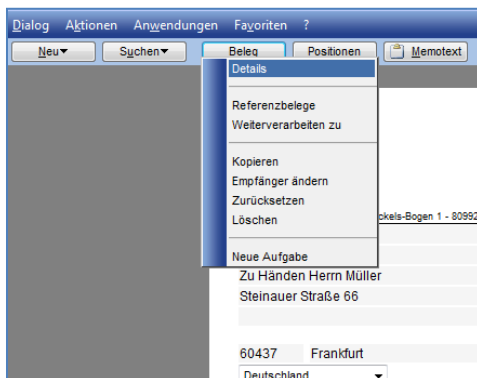 Dialog Aktionen Anwendungen Favoriten ?
Neu Suchen Beleg Positionen Memotext
Details
Referenzbelege
Weiterverarbeiten zu
Kopieren
Empfänger ändern
Zurücksetzen
Löschen
ckels-Bogen 1 - 80992
Neue Aufgabe
Zu Händen Herrn Müller
Steinauer Straße 66
60437 Frankfurt
Deutschland